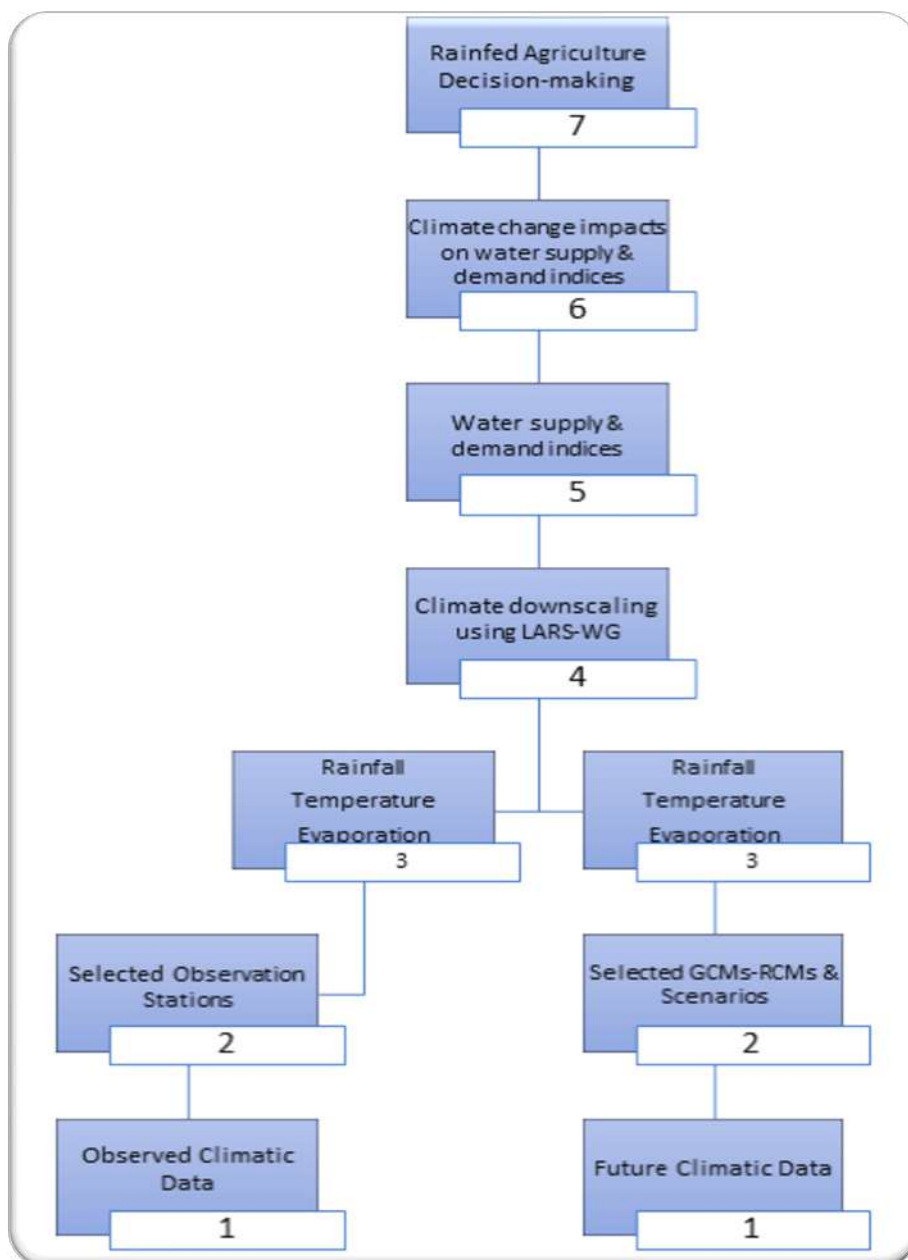 Rainfed Agriculture
Decision-making
7
Climate change impacts
on water supply &
demand indices
6
Water supply &
demand indices
5
Climate downscaling
using LARS-WG
4
Rainfall
Temperature
Evaporation
3
Rainfall
Temperature
Evaporation
3
Selected Observation
Stations
2
Selected GCMs-RCMs &
Scenarios
2
Observed Climatic
Data
1
Future Climatic Data
1